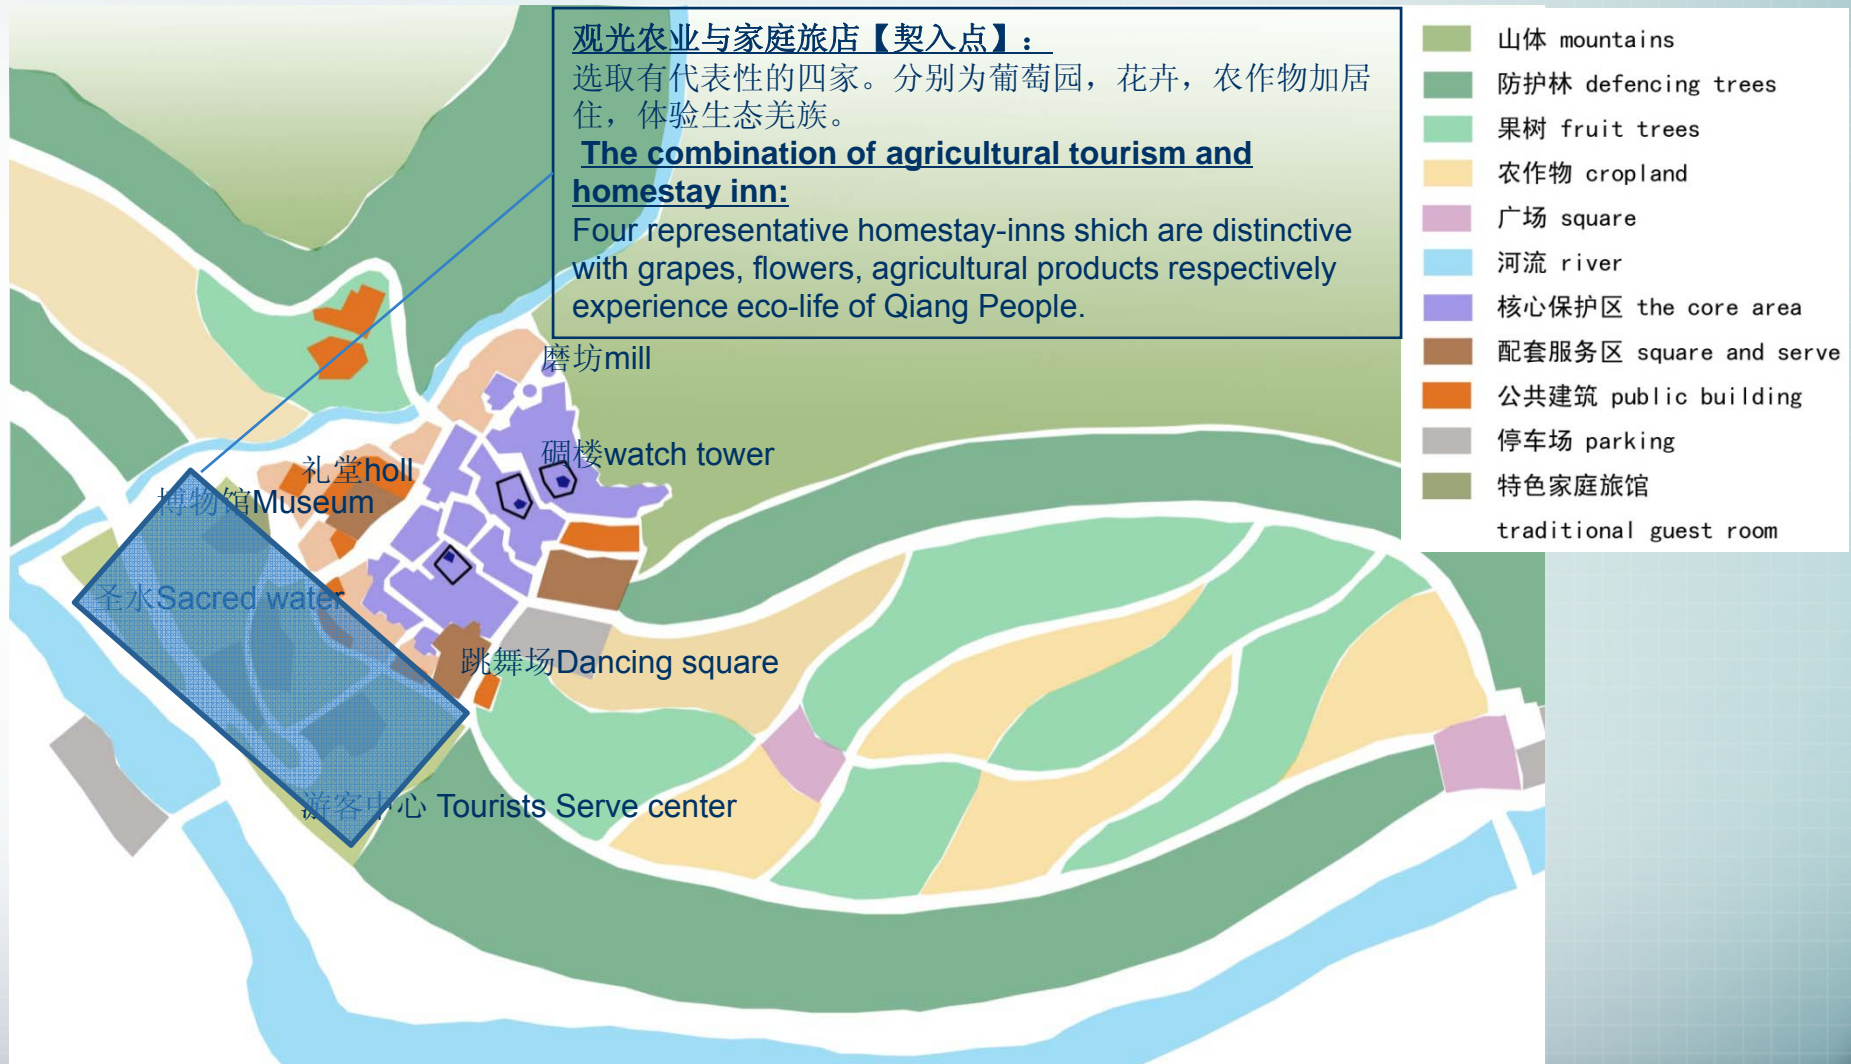 观光农业与家庭旅店【契入点】：
选取有代表性的四家。分别为葡萄园，花卉，农作物加居
住，体验生态羌族。
The combination of agricultural tourism and
homestay inn:
Four representative homestay-inns shich are distinctive
with grapes, flowers, agricultural products respectively
experience eco-life of Qiang People.
磨坊mill
碉楼watch tower
礼堂holl
博物馆Museum
圣水Sacred water
跳舞场Dancing square
游客中心 Tourists Serve center
山体 mountains
防护林 defencing trees
果树 fruit trees
农作物 cropland
广场 square
河流 river
核心保护区 the core area
配套服务区 square and serve
公共建筑 public building
停车场 parking
特色家庭旅馆
traditional guest room